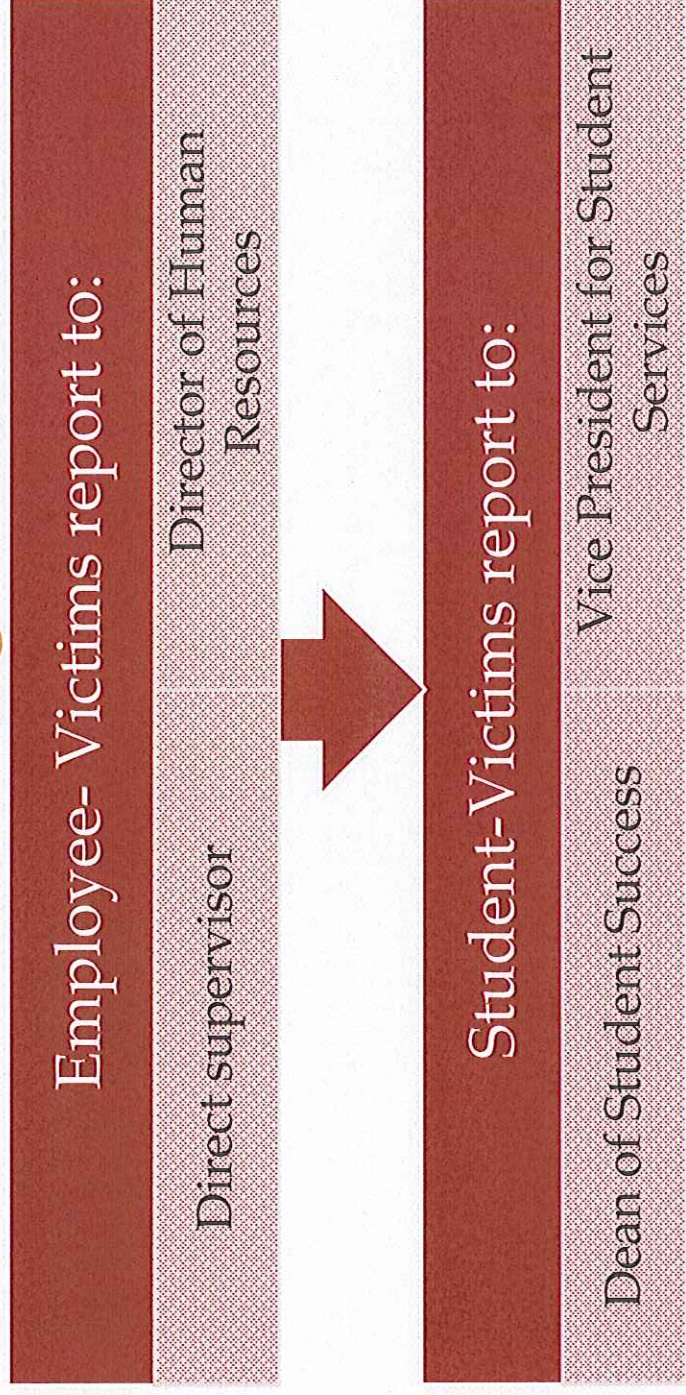 Employee- Victims report to:
Direct supervisor
Director of Human
Resources
Student-Victims report to:
Dean of Student Success
Vice President for Student
Services